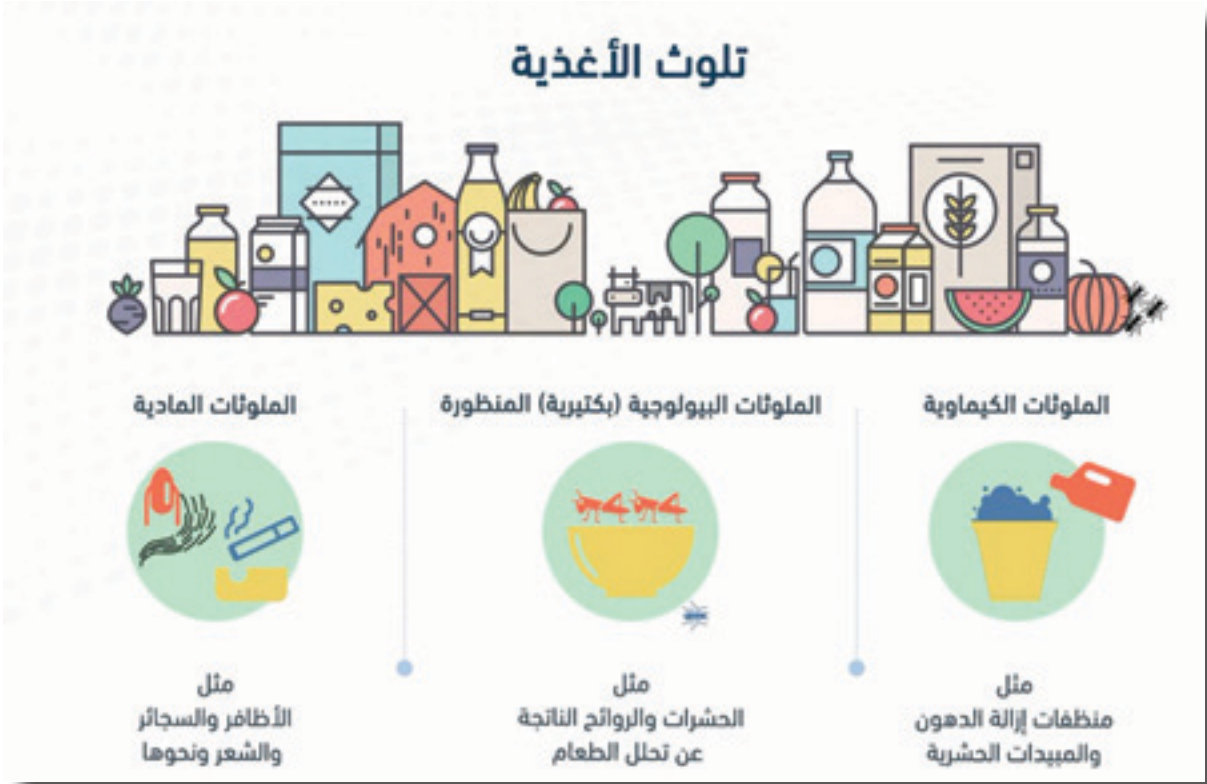 تلوث الأغذية
الملوثات الكيماوية
مثل
منظفات إزالة الدهون
والمبيدات الحشرية
الملوثات البيولوجية (بكتيرية) المنظورة
مثل
الحشرات والروائح الناتجة
عن تحلل الطعام
الملوثات المادية
مثل
الأظافر والسجائر
والشعر ونحوها